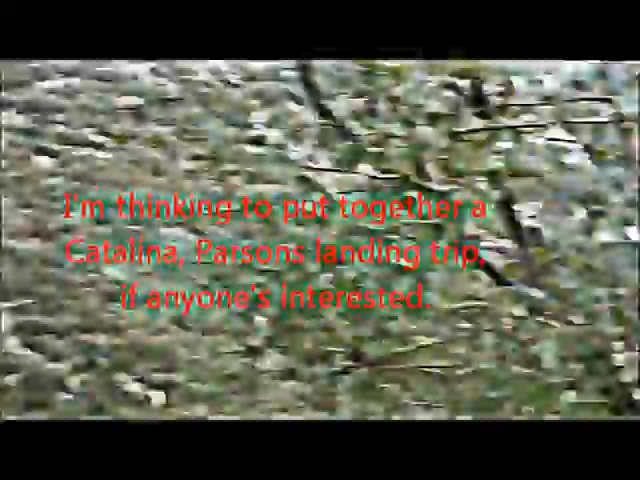 I'm thinking to put together a
Catalina, Parsons landing trip,
if anyone's interested.